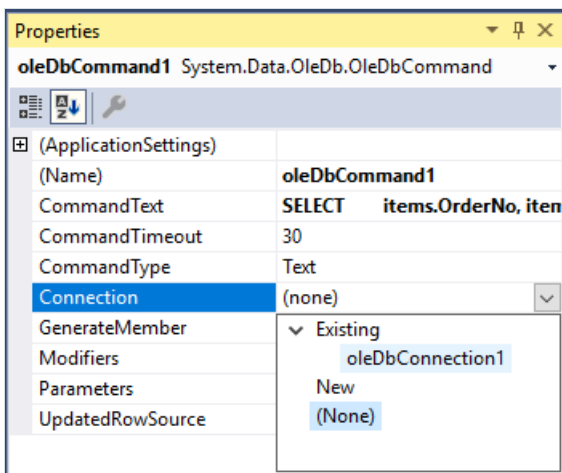 Properties
oleDbCommand1 System.Data.OleDb.OleDbCommand
(ApplicationSettings)
(Name) oleDbCommand1
CommandText SELECT items.OrderNo, iten
CommandTimeout 30
CommandType Text
Connection (none)
GenerateMember
Existing
oleDbConnection1
New
(None)
Modifiers
Parameters
UpdatedRowSource